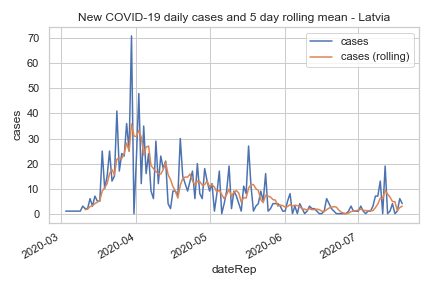 New COVID-19 daily cases and 5 day rolling mean - Latvia
cases
cases (rolling)
cases
70
60
50
40
30
20
10
0
2020-03
2020-04
2020-05
2020-06
2020-07
dateRep